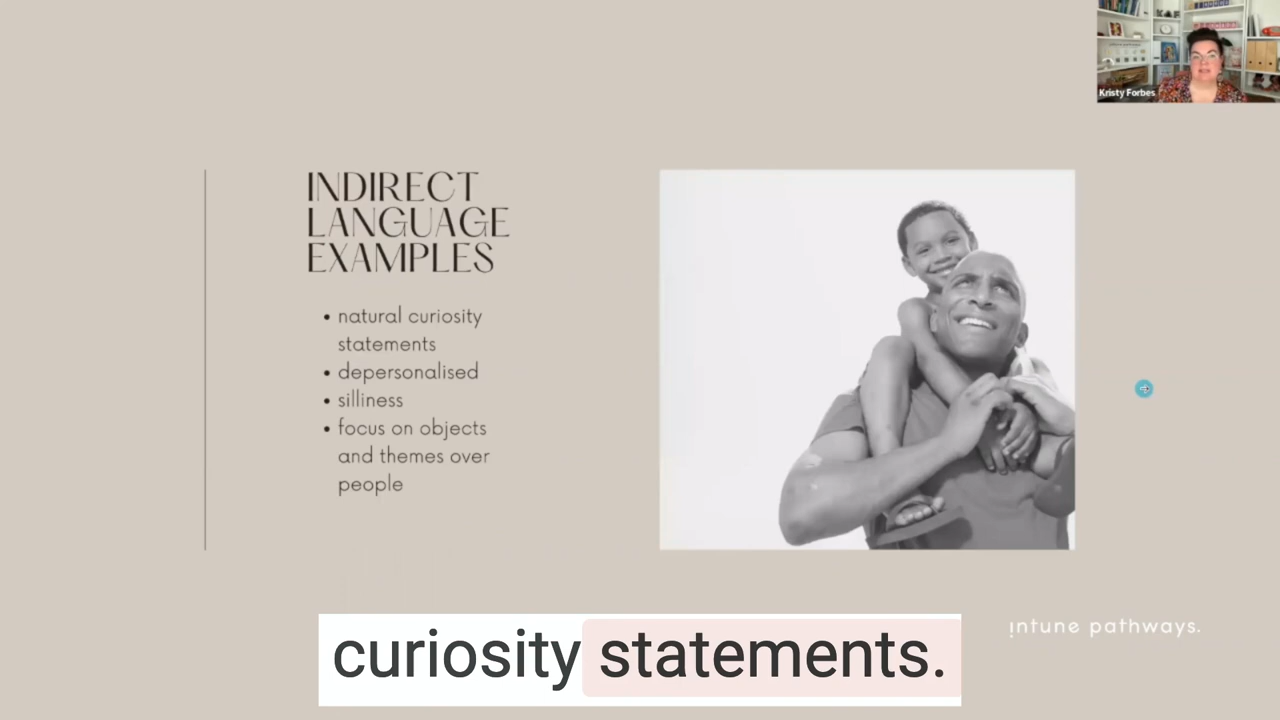 Kristy Forbes
INDIRECT
LANGUAGE
EXAMPLES
• natural curiosity
statements
• depersonalised
• silliness
• focus on objects
and themes over
people
intune pathways.
curiosity statements.